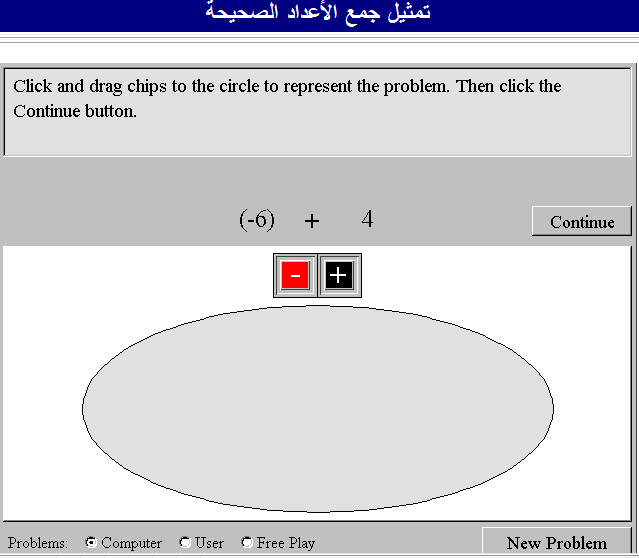 تمثيل جمع الأعداد الصحيحة
Click and drag chips to the circle to represent the problem. Then click the
Continue button.
(-6) + 4
Continue
- +
Problems: Computer User Free Play
New Problem